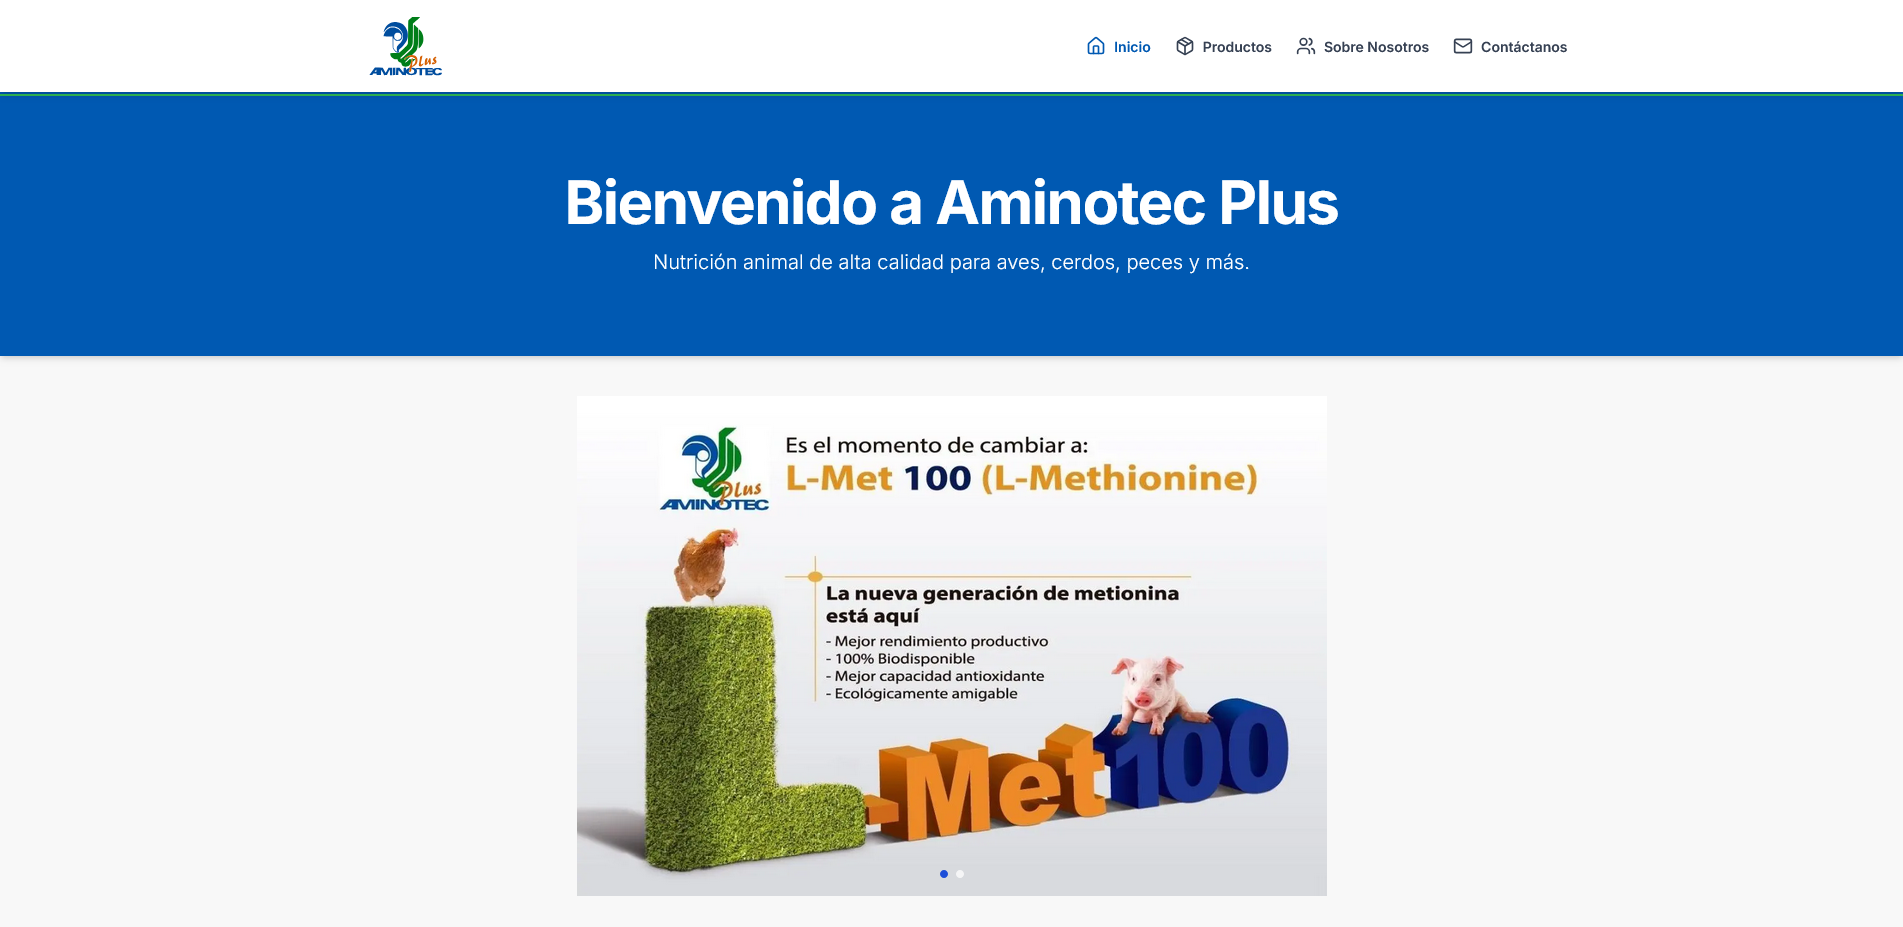 Plus
AMINOTEC
Inicio
Productos
Sobre Nosotros
Contáctanos
Bienvenido a Aminotec Plus
Nutrición animal de alta calidad para aves, cerdos, peces y más.
Plus
AMINOTEC
Es el momento de cambiar a:
L-Met 100 (L-Methionine)
La nueva generación de metionina
está aquí
- Mejor rendimiento productivo
- 100% Biodisponible
- Mejor capacidad antioxidante
- Ecológicamente amigable
L-Met100